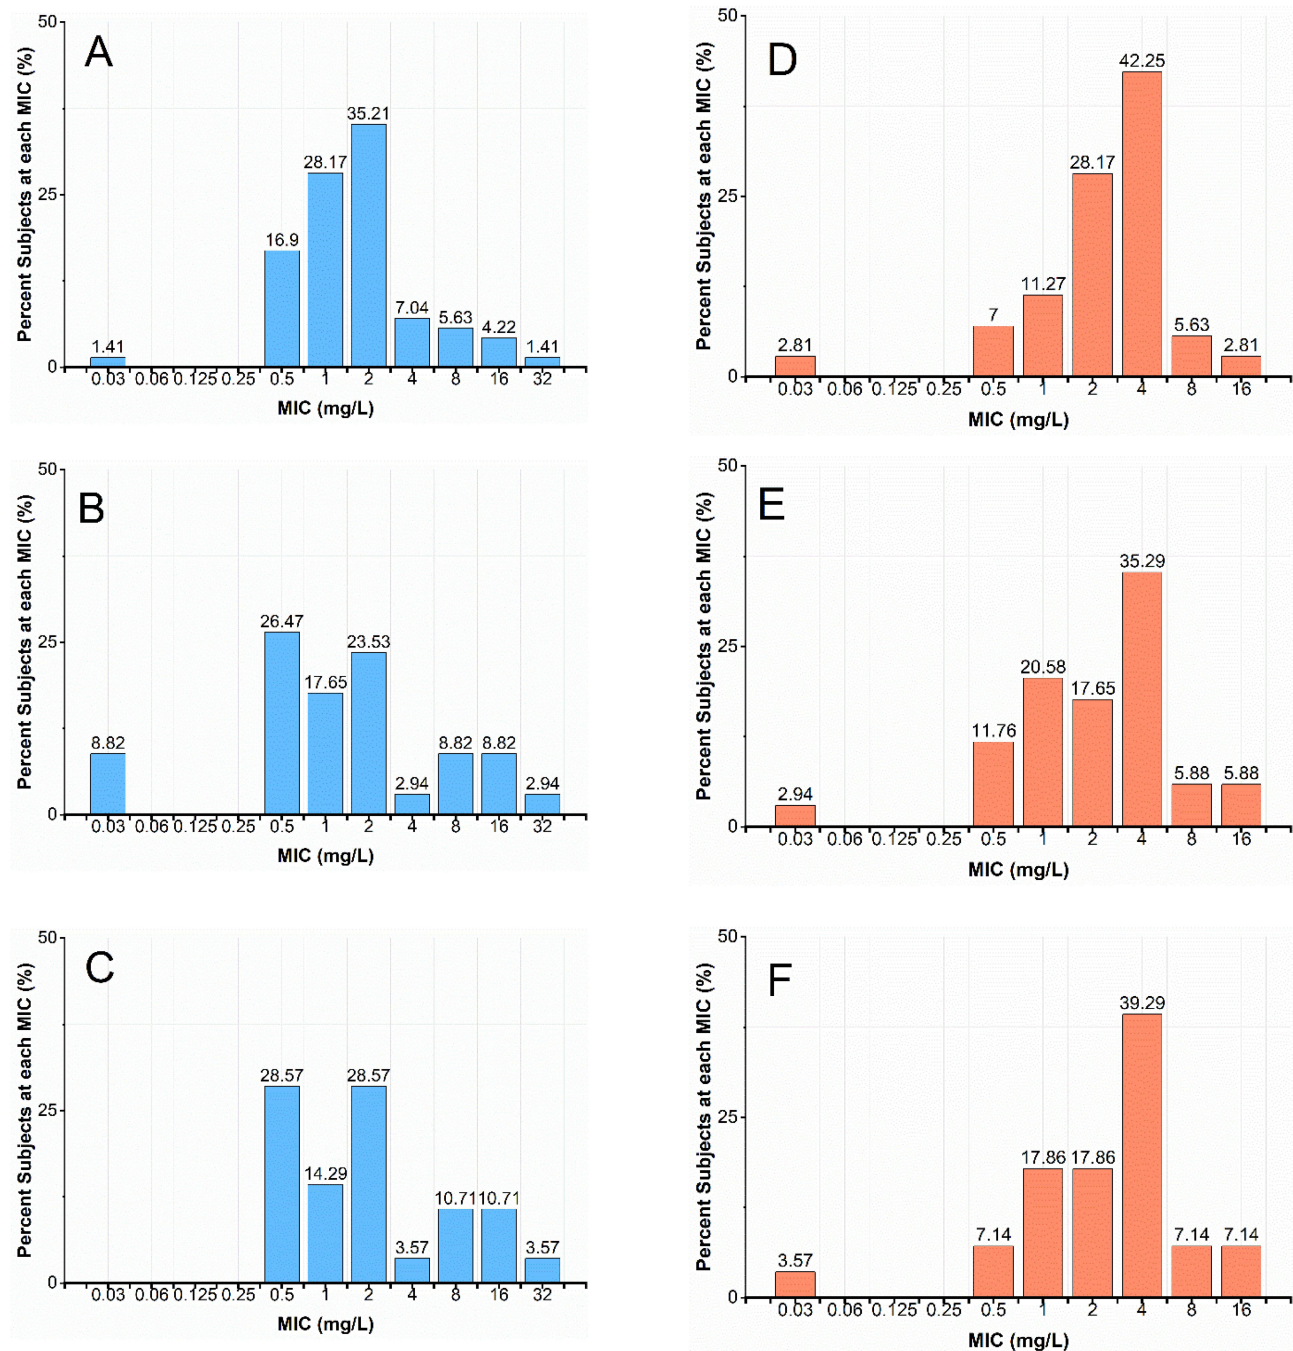 A
Percent Subjects at each MIC (%)
50
25
0
1.41
16.9
28.17
35.21
7.04
5.63
4.22
1.41
0.03 0.06 0.125 0.25 0.5 1 2 4 8 16 32
MIC (mg/L)
D
Percent Subjects at each MIC (%)
50
25
0
2.81
7
11.27
28.17
42.25
5.63
2.81
0.03 0.06 0.125 0.25 0.5 1 2 4 8 16
MIC (mg/L)
B
Percent Subjects at each MIC (%)
50
25
0
8.82
26.47
17.65
23.53
2.94
8.82
8.82
2.94
0.03 0.06 0.125 0.25 0.5 1 2 4 8 16 32
MIC (mg/L)
E
Percent Subjects at each MIC (%)
50
25
0
2.94
11.76
20.58
17.65
35.29
5.88
5.88
0.03 0.06 0.125 0.25 0.5 1 2 4 8 16
MIC (mg/L)
C
Percent Subjects at each MIC (%)
50
25
0
28.57
14.29
28.57
3.57
10.71
10.71
3.57
0.03 0.06 0.125 0.25 0.5 1 2 4 8 16 32
MIC (mg/L)
F
Percent Subjects at each MIC (%)
50
25
0
3.57
7.14
17.86
17.86
39.29
7.14
7.14
0.03 0.06 0.125 0.25 0.5 1 2 4 8 16
MIC (mg/L)